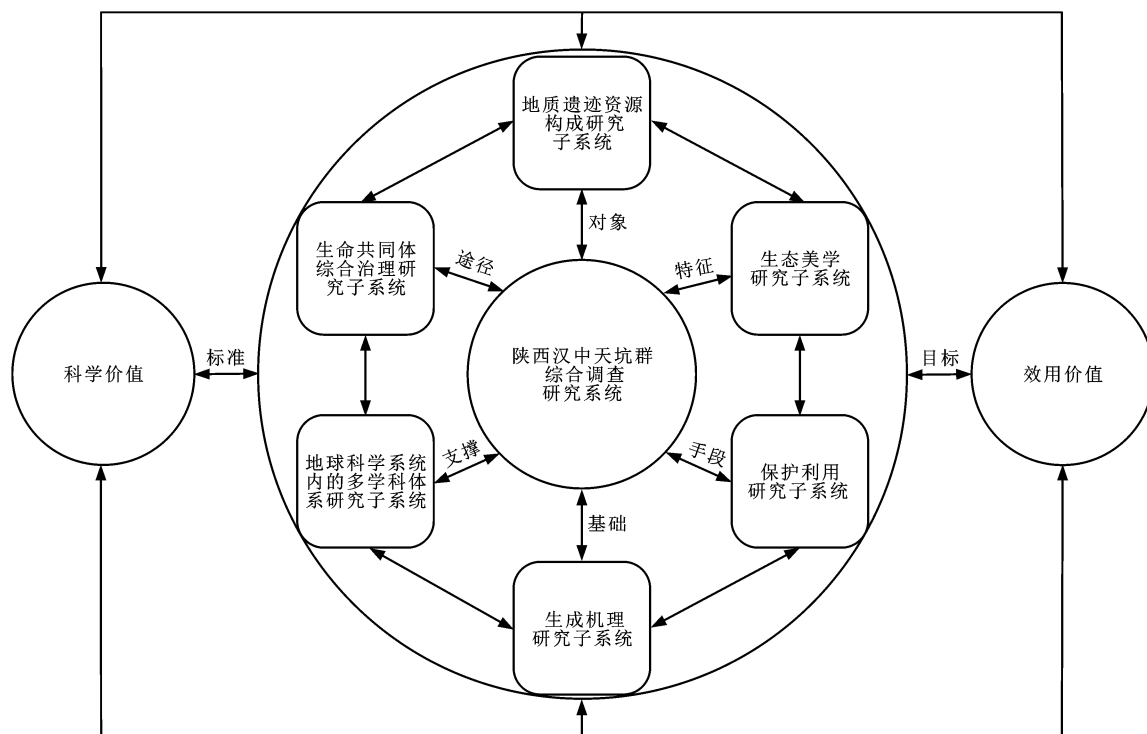 地质遗迹资源
构成研究
子系统
对象
生命共同体
综合治理研
究子系统
途径
特征
生态美学
研究子系统
科学价值
标准
陕西汉中天坑群
综合调查
研究系统
目标
效用价值
地球科学系统
内的多学科体
系研究子系统
支撑
手段
保护利用
研究子系统
基础
生成机理
研究子系统